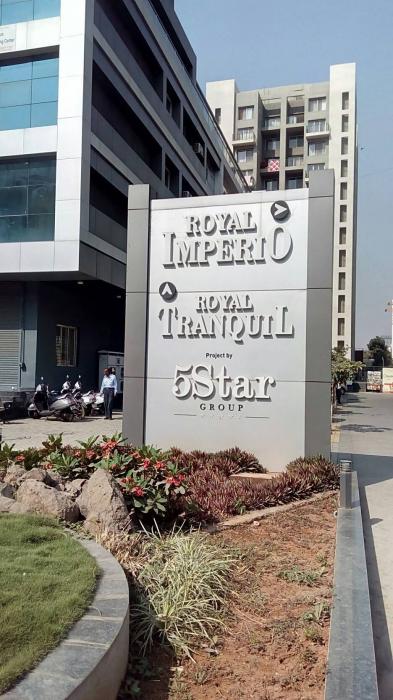 ROYAL
IMPERIO
ROYAL
TRANQUIL
Project by
5Star
GROUP